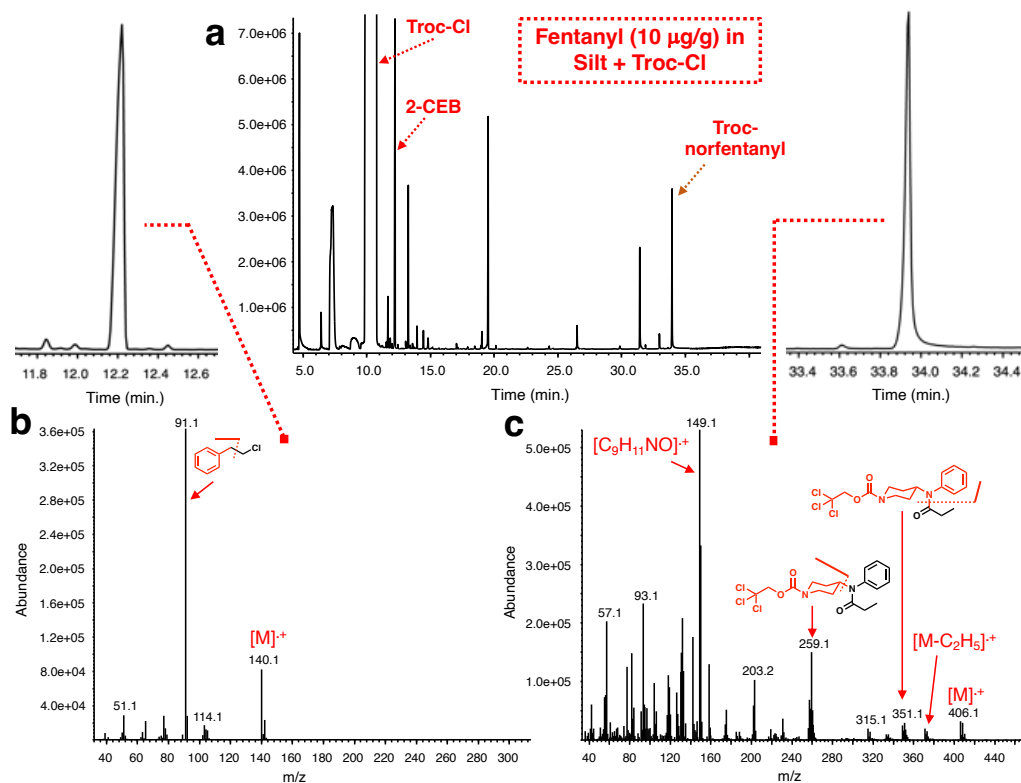 a
Fentanyl (10 μg/g) in
Silt + Troc-Cl
Troc-Cl
2-CEB
Troc-
norfentanyl
7.0e+06
6.0e+06
5.0e+06
4.0e+06
3.0e+06
2.0e+06
1.0e+06
5.0 10.0 15.0 20.0 25.0 30.0 35.0
Time (min.)
11.8 12.0 12.2 12.4 12.6
Time (min.)
33.4 33.6 33.8 34.0 34.2 34.4
Time (min.)
b
Abundance
3.6e+05
3.2e+05
2.8e+05
2.4e+05
2.0e+05
1.6e+05
1.2e+05
8.0e+04
4.0e+04
91.1
Cl
[M]·+
140.1
51.1
114.1
40 60 80 100 120 140 160 180 200 220 240 260 280 300
m/z
c
Abundance
5.0e+05
4.0e+05
3.0e+05
2.0e+05
1.0e+05
149.1
[C9H11NO]·+
Cl
Cl
Cl
O
O
N
N
O
Cl
Cl
Cl
O
O
N
N
O
57.1
93.1
203.2
259.1
[M-C2H5]·+
[M]·+
315.1
351.1
406.1
40 80 120 160 200 240 280 320 360 400 440
m/z